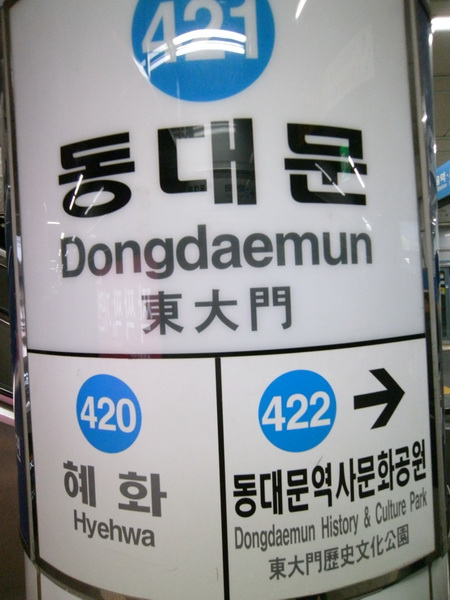 421
동대문
Dongdaemun
東大門
420
혜화
Hyehwa
422
동대문역사문화공원
Dongdaemun History & Culture Park
東大門歷史文化公園